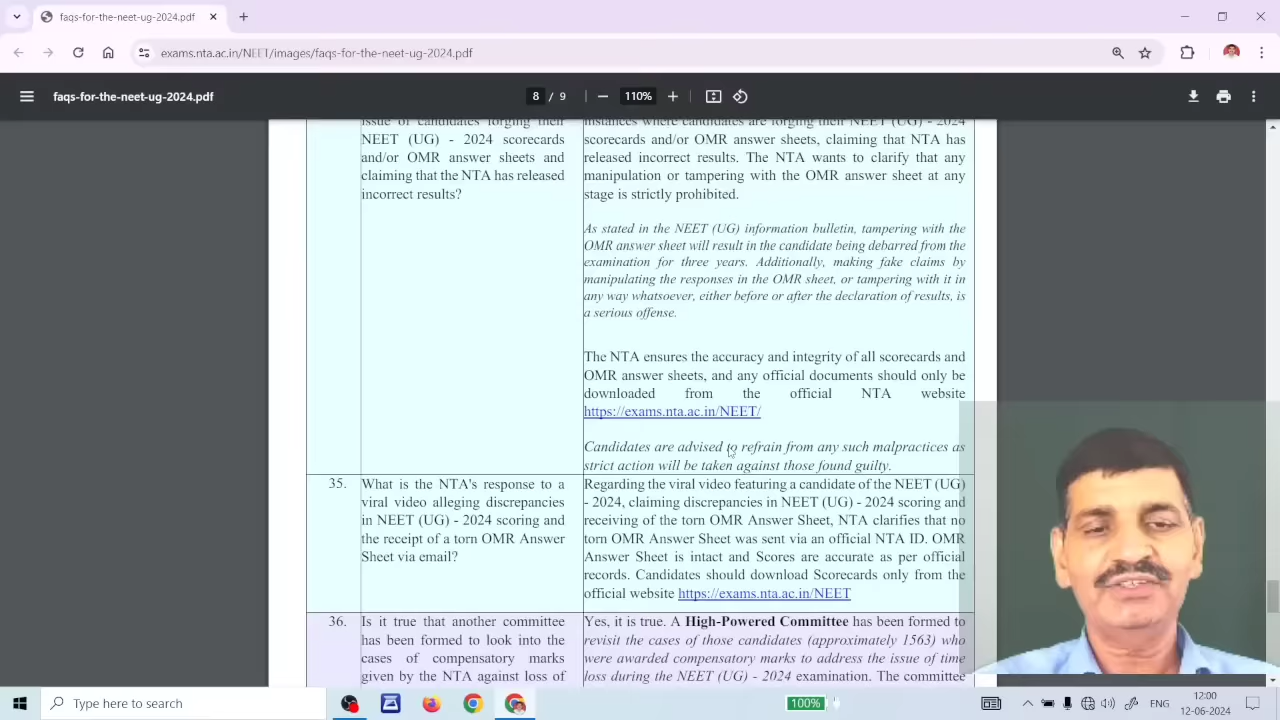 faqs-for-the-neet-ug-2024.pdf
exams.nta.ac.in/NEET/images/faqs-for-the-neet-ug-2024.pdf
faqs-for-the-neet-ug-2024.pdf
8 / 9
110%
issue of candidates forging their
NEET (UG) - 2024 scorecards
and/or OMR answer sheets and
claiming that the NTA has released
incorrect results?
instances where candidates are forging their NEET (UG) - 2024
scorecards and/or OMR answer sheets, claiming that NTA has
released incorrect results. The NTA wants to clarify that any
manipulation or tampering with the OMR answer sheet at any
stage is strictly prohibited.
As stated in the NEET (UG) information bulletin, tampering with the
OMR answer sheet will result in the candidate being debarred from the
examination for three years. Additionally, making fake claims by
manipulating the responses in the OMR sheet, or tampering with it in
any way whatsoever, either before or after the declaration of results, is
a serious offense.
The NTA ensures the accuracy and integrity of all scorecards and
OMR answer sheets, and any official documents should only be
downloaded from the official NTA website
https://exams.nta.ac.in/NEET/
Candidates are advised to refrain from any such malpractices as
strict action will be taken against those found guilty.
35.
What is the NTA's response to a
viral video alleging discrepancies
in NEET (UG) - 2024 scoring and
the receipt of a torn OMR Answer
Sheet via email?
Regarding the viral video featuring a candidate of the NEET (UG)
- 2024, claiming discrepancies in NEET (UG) - 2024 scoring and
receiving of the torn OMR Answer Sheet, NTA clarifies that no
torn OMR Answer Sheet was sent via an official NTA ID. OMR
Answer Sheet is intact and Scores are accurate as per official
records. Candidates should download Scorecards only from the
official website https://exams.nta.ac.in/NEET
36.
Is it true that another committee
has been formed to look into the
cases of compensatory marks
given by the NTA against loss of
Yes, it is true. A High-Powered Committee has been formed to
revisit the cases of those candidates (approximately 1563) who
were awarded compensatory marks to address the issue of time
loss during the NEET (UG) - 2024 examination. The committee
Type here to search
100%
ENG
12:00
12-06-2024